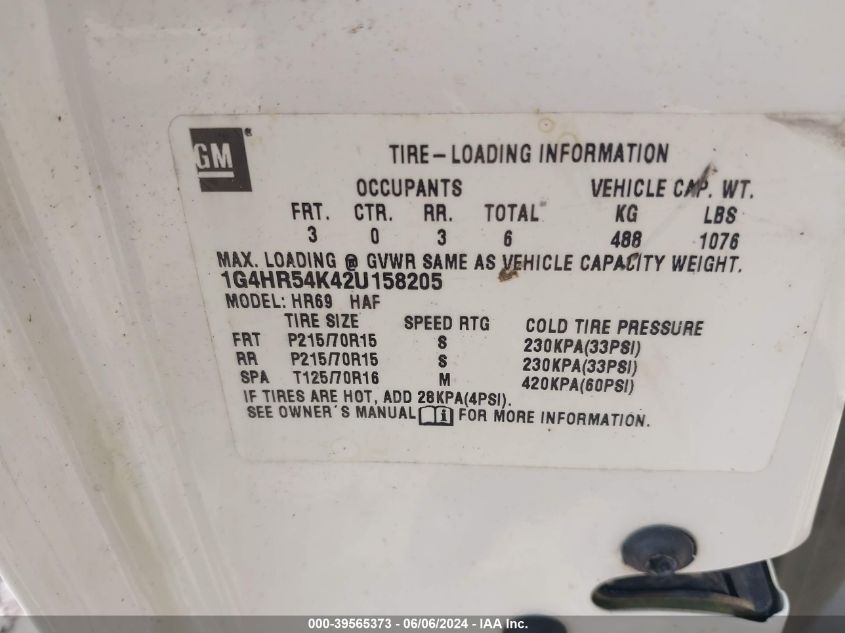 GM
TIRE-LOADING INFORMATION
OCCUPANTS VEHICLE CAP. WT.
FRT. CTR. RR. TOTAL KG LBS
3 0 3 6 488 1076
MAX. LOADING @ GVWR SAME AS VEHICLE CAPACITY WEIGHT.
1G4HR54K42U158205
MODEL: HR69 HAF
TIRE SIZE SPEED RTG COLD TIRE PRESSURE
FRT P215/70R15 S 230KPA(33PSI)
RR P215/70R15 S 230KPA(33PSI)
SPA T125/70R16 M 420KPA(60PSI)
IF TIRES ARE HOT, ADD 28KPA(4PSI).
SEE OWNER'S MANUAL i FOR MORE INFORMATION.
000-39565373 - 06/06/2024 - IAA Inc.